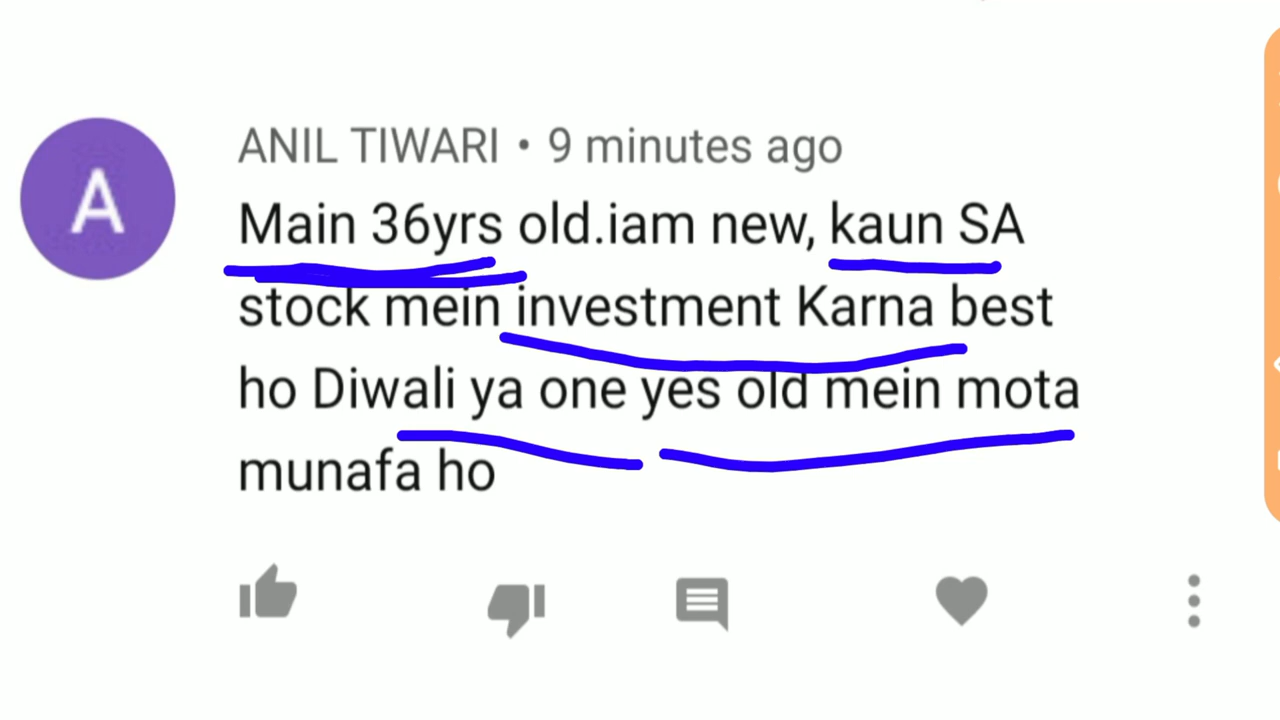 A
ANIL TIWARI • 9 minutes ago
Main 36yrs old.iam new, kaun SA
stock mein investment Karna best
ho Diwali ya one yes old mein mota
munafa ho